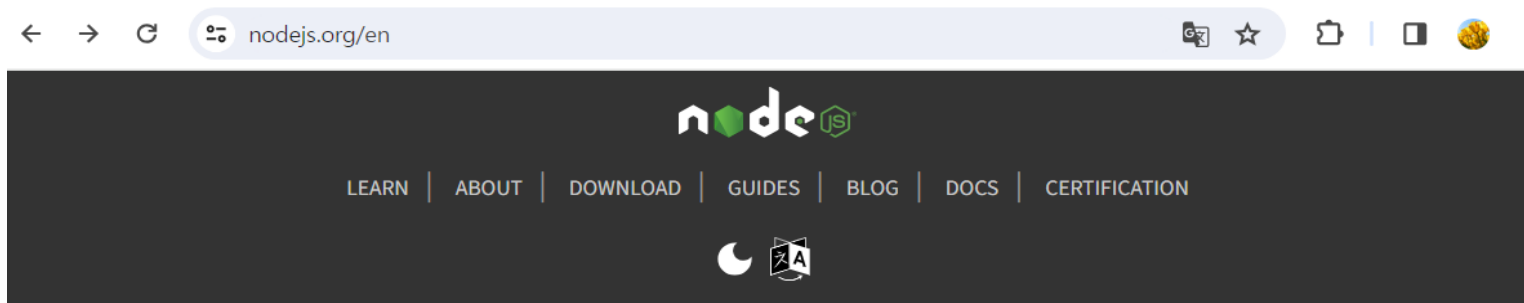 nodejs.org/en
node JS
LEARN | ABOUT | DOWNLOAD | GUIDES | BLOG | DOCS | CERTIFICATION
A